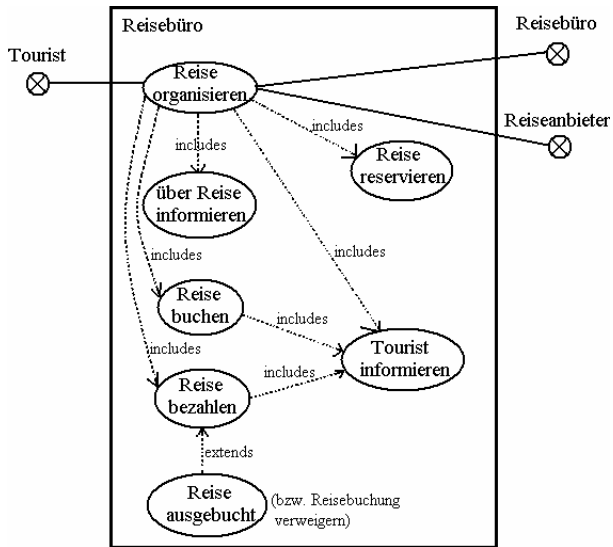 Reisebüro
Reisebüro
Tourist
Reise
organisieren
Reiseanbieter
includes
includes
Reise
reservieren
über Reise
informieren
includes
includes
Reise
buchen
includes
Tourist
informieren
includes
includes
Reise
bezahlen
extends
Reise
ausgebucht
(bzw. Reisebuchung
verweigern)